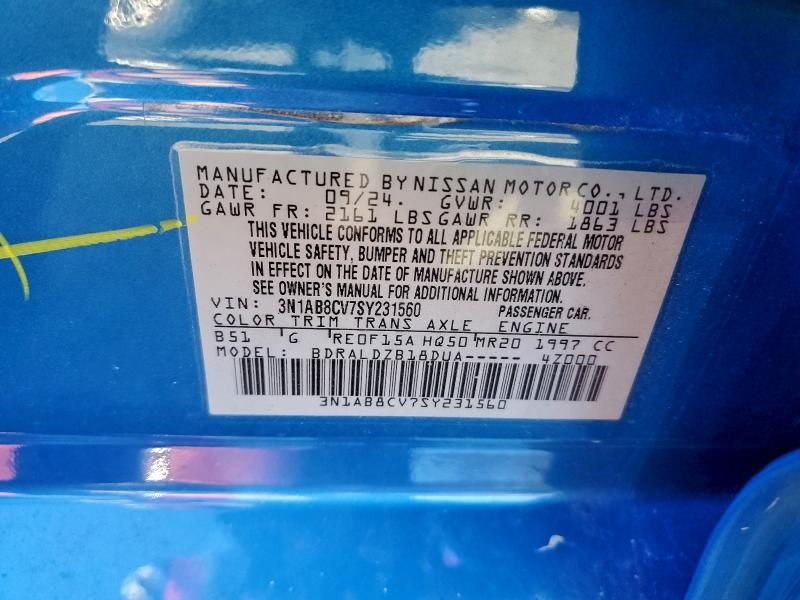 MANUFACTURED BY NISSAN MOTOR CO., LTD.
DATE: 09/24. GVWR: 4001 LBS
GAWR FR: 2161 LBS GAWR RR: 1863 LBS
THIS VEHICLE CONFORMS TO ALL APPLICABLE FEDERAL MOTOR
VEHICLE SAFETY, BUMPER AND THEFT PREVENTION STANDARDS
IN EFFECT ON THE DATE OF MANUFACTURE SHOWN ABOVE.
SEE OWNER'S MANUAL FOR ADDITIONAL INFORMATION.
VIN: 3N1AB8CV7SY231560 PASSENGER CAR.
COLOR TRIM TRANS AXLE ENGINE
B51 G RE0F15A HQ50 MR20 1997 CC
MODEL: BDRALDZB18DUA----- 4Z000
3N1AB8CV7SY231560